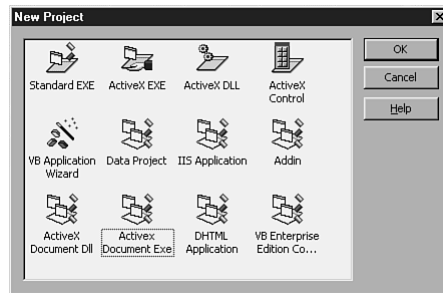 New Project
Standard EXE
ActiveX EXE
ActiveX DLL
ActiveX
Control
VB Application
Wizard
Data Project
IIS Application
Addin
ActiveX
Document Dll
Activex
Document Exe
DHTML
Application
VB Enterprise
Edition Co...
OK
Cancel
Help